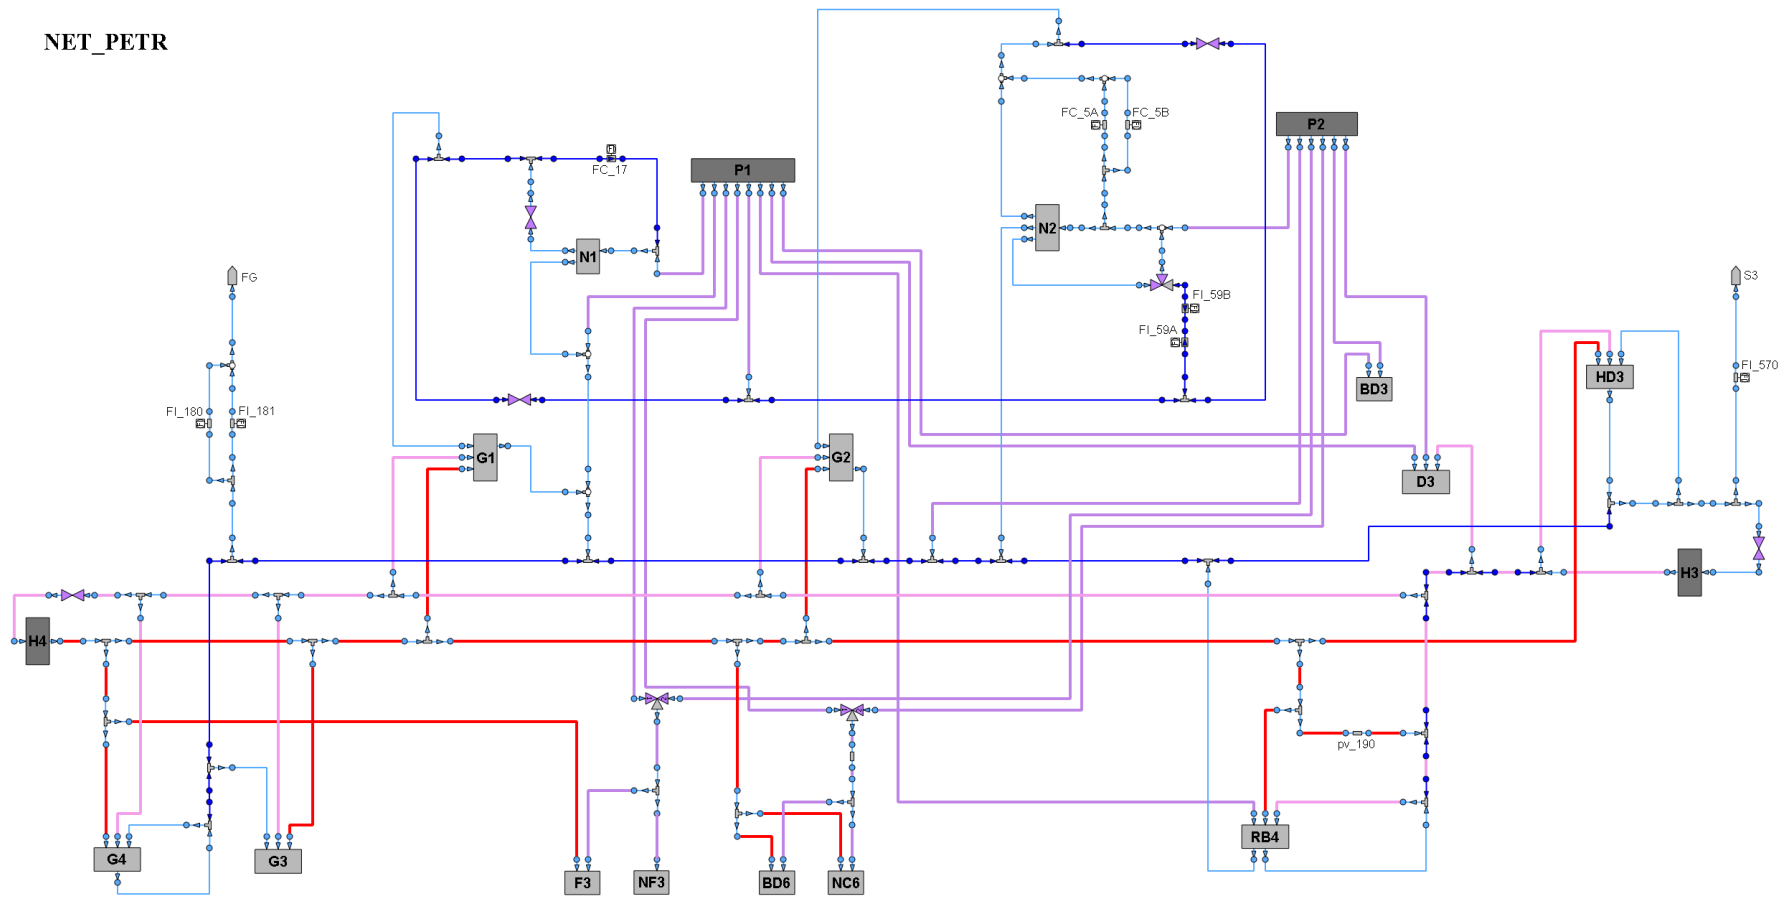 NET_PETR
FC_5A
FC_5B
P2
FI
FC_17
P1
N2
N1
FG
S3
FI_59B
FI_59A
FI_570
HD3
BD3
FI_180
FI_181
G1
G2
D3
H3
H4
pv_190
RB4
G4
G3
F3
NF3
BD6
NC6